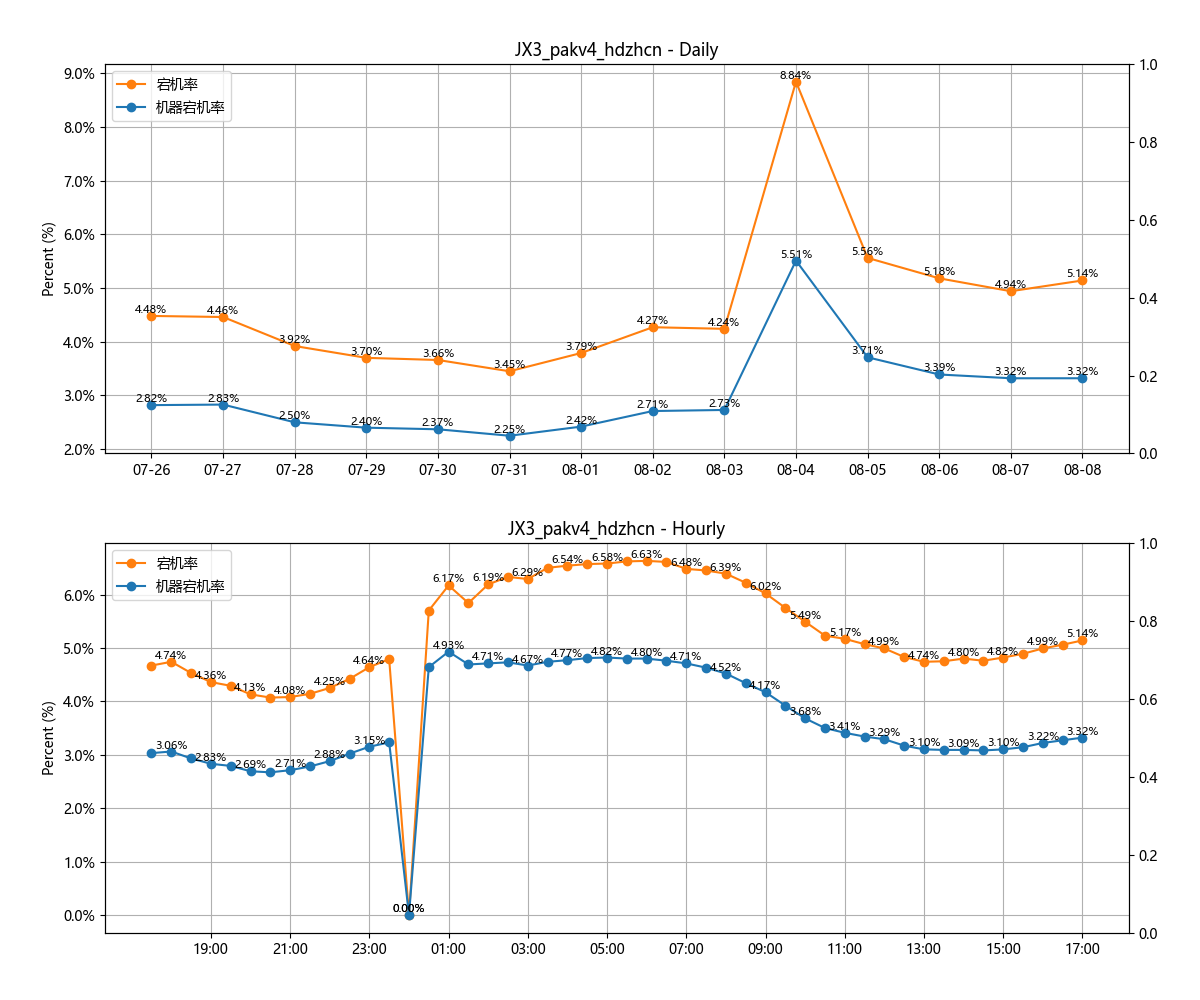 JX3_pakv4_hdzhcn - Daily
宕机率
机器宕机率
Percent (%)
9.0%
8.0%
7.0%
6.0%
5.0%
4.0%
3.0%
2.0%
1.0
0.8
0.6
0.4
0.2
0.0
4.48% 4.46% 3.92% 3.70% 3.66% 3.45% 3.79% 4.27% 4.24% 8.84% 5.56% 5.18% 4.94% 5.14%
2.82% 2.83% 2.50% 2.40% 2.37% 2.25% 2.42% 2.71% 2.73% 5.51% 3.71% 3.39% 3.32% 3.32%
07-26 07-27 07-28 07-29 07-30 07-31 08-01 08-02 08-03 08-04 08-05 08-06 08-07 08-08
JX3_pakv4_hdzhcn - Hourly
宕机率
机器宕机率
Percent (%)
6.0%
5.0%
4.0%
3.0%
2.0%
1.0%
0.0%
1.0
0.8
0.6
0.4
0.2
0.0
4.74% 4.36% 4.13% 4.08% 4.25% 4.64% 0.00% 6.17% 6.19% 6.29% 6.54% 6.58% 6.63% 6.48% 6.39% 6.02% 5.49% 5.17% 4.99% 4.74% 4.80% 4.82% 4.99% 5.14%
3.06% 2.83% 2.69% 2.71% 2.88% 3.15% 0.00% 4.93% 4.71% 4.67% 4.77% 4.82% 4.80% 4.71% 4.52% 4.17% 3.68% 3.41% 3.29% 3.10% 3.09% 3.10% 3.22% 3.32%
19:00 21:00 23:00 01:00 03:00 05:00 07:00 09:00 11:00 13:00 15:00 17:00